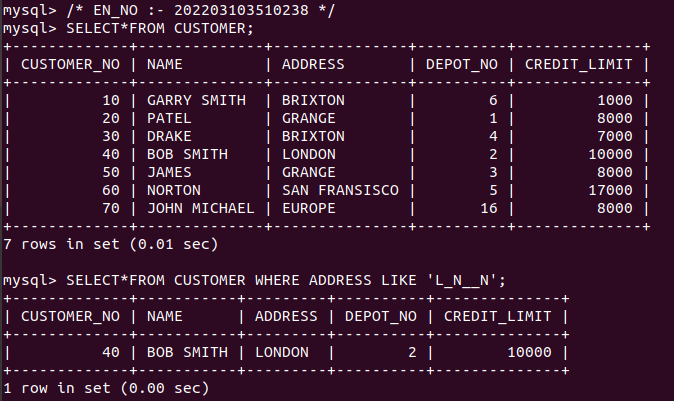 mysql> /* EN_NO :- 202203103510238 */
mysql> SELECT*FROM CUSTOMER;
+-------------+--------------+---------------+----------+--------------+
| CUSTOMER_NO | NAME         | ADDRESS       | DEPOT_NO | CREDIT_LIMIT |
+-------------+--------------+---------------+----------+--------------+
|          10 | GARRY SMITH  | BRIXTON       |        6 |         1000 |
|          20 | PATEL        | GRANGE        |        1 |         8000 |
|          30 | DRAKE        | BRIXTON       |        4 |         7000 |
|          40 | BOB SMITH    | LONDON        |        2 |        10000 |
|          50 | JAMES        | GRANGE        |        3 |         8000 |
|          60 | NORTON       | SAN FRANSISCO |        5 |        17000 |
|          70 | JOHN MICHAEL | EUROPE        |       16 |         8000 |
+-------------+--------------+---------------+----------+--------------+
7 rows in set (0.01 sec)
mysql> SELECT*FROM CUSTOMER WHERE ADDRESS LIKE 'L_N__N';
+-------------+-----------+---------+----------+--------------+
| CUSTOMER_NO | NAME      | ADDRESS | DEPOT_NO | CREDIT_LIMIT |
+-------------+-----------+---------+----------+--------------+
|          40 | BOB SMITH | LONDON  |        2 |        10000 |
+-------------+-----------+---------+----------+--------------+
1 row in set (0.00 sec)